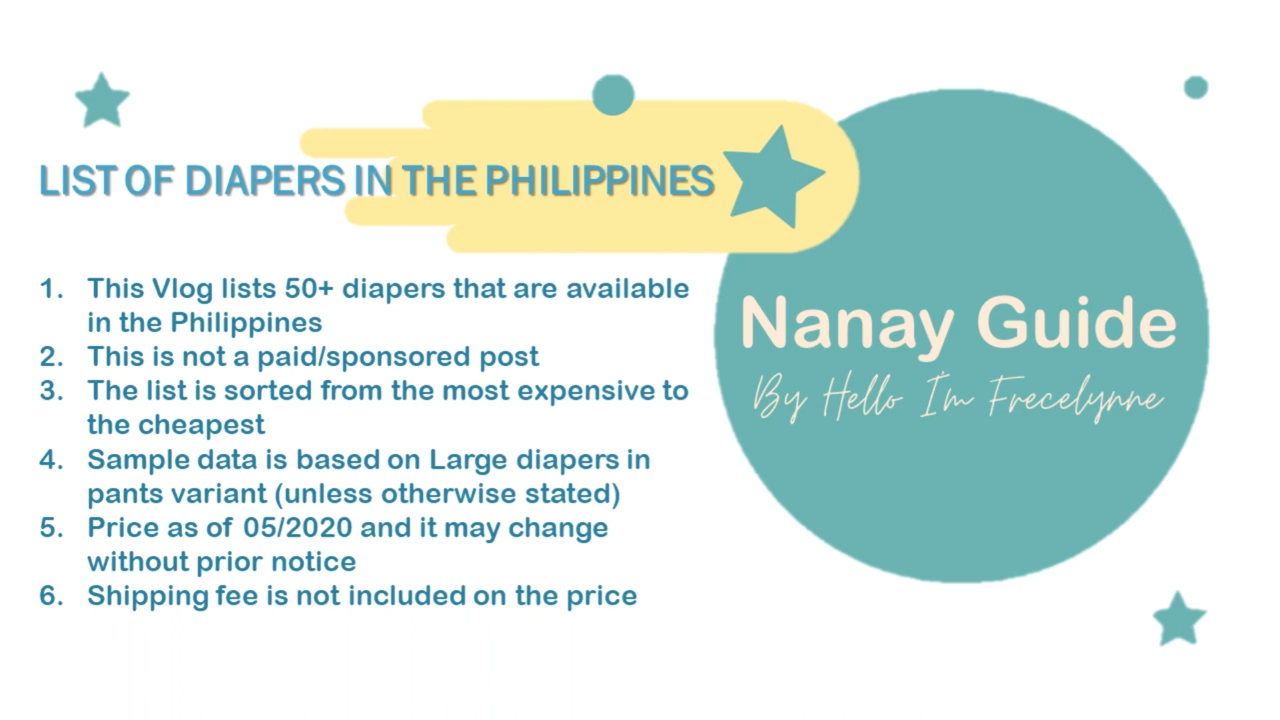 LIST OF DIAPERS IN THE PHILIPPINES
1. This Vlog lists 50+ diapers that are available
in the Philippines
2. This is not a paid/sponsored post
3. The list is sorted from the most expensive to
the cheapest
4. Sample data is based on Large diapers in
pants variant (unless otherwise stated)
5. Price as of 05/2020 and it may change
without prior notice
6. Shipping fee is not included on the price
Nanay Guide
By Hello I'm Frecelynne